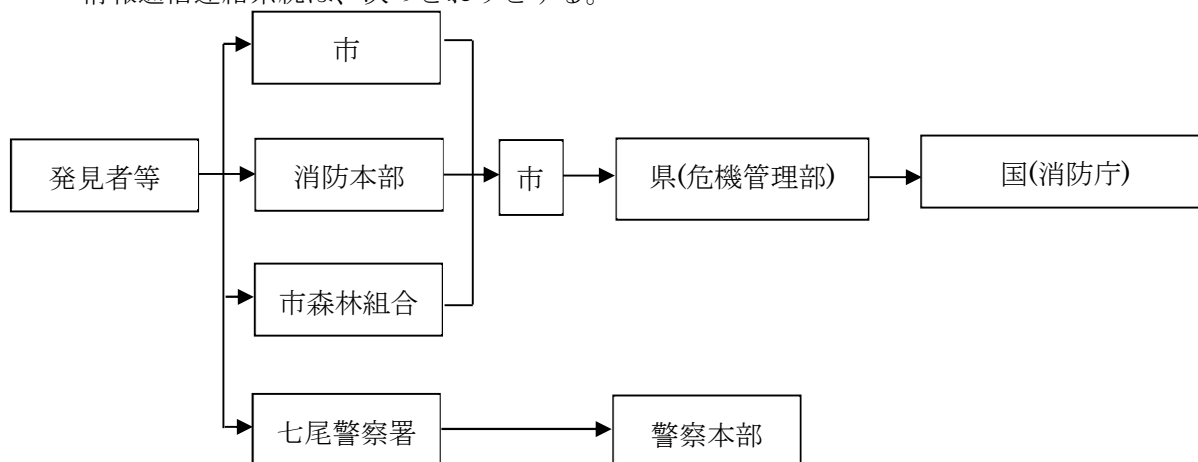 情報通信連絡系統は、次のとおりとする。
市
発見者等
消防本部
市
県(危機管理部)
国(消防庁)
市森林組合
七尾警察署
警察本部